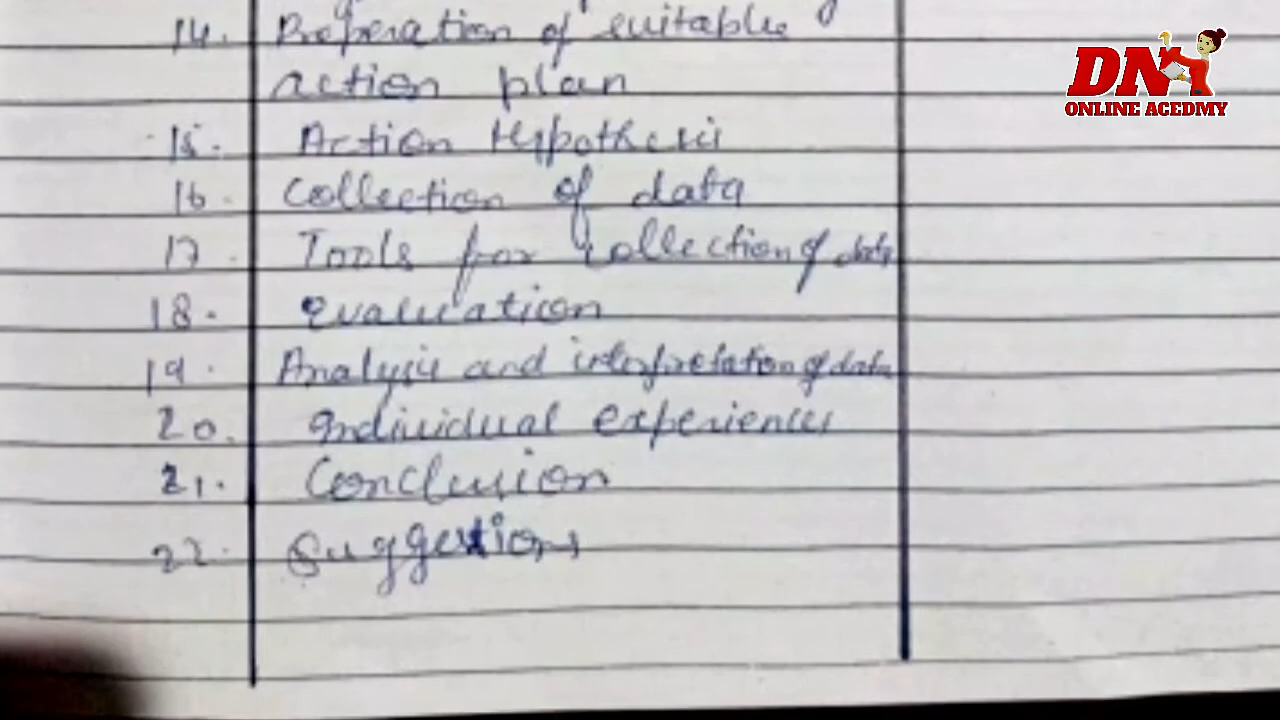 14. Preperation of suitable
action plan
15. Action Hypothesis
16. Collection of data
17. Tools for Collection of data
18. Evaluation
19. Analysis and interpretation of data
20. Individual experiences
21. Conclusion
22. Suggestions
DN
ONLINE ACEDMY